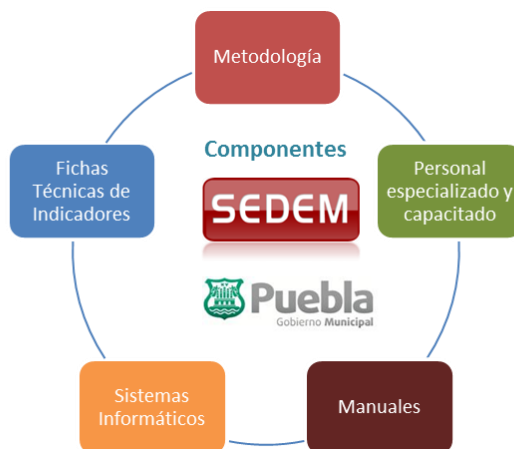 Metodología
Componentes
SEDEM
Puebla
Gobierno Municipal
Fichas
Técnicas de
Indicadores
Personal
especializado y
capacitado
Sistemas
Informáticos
Manuales